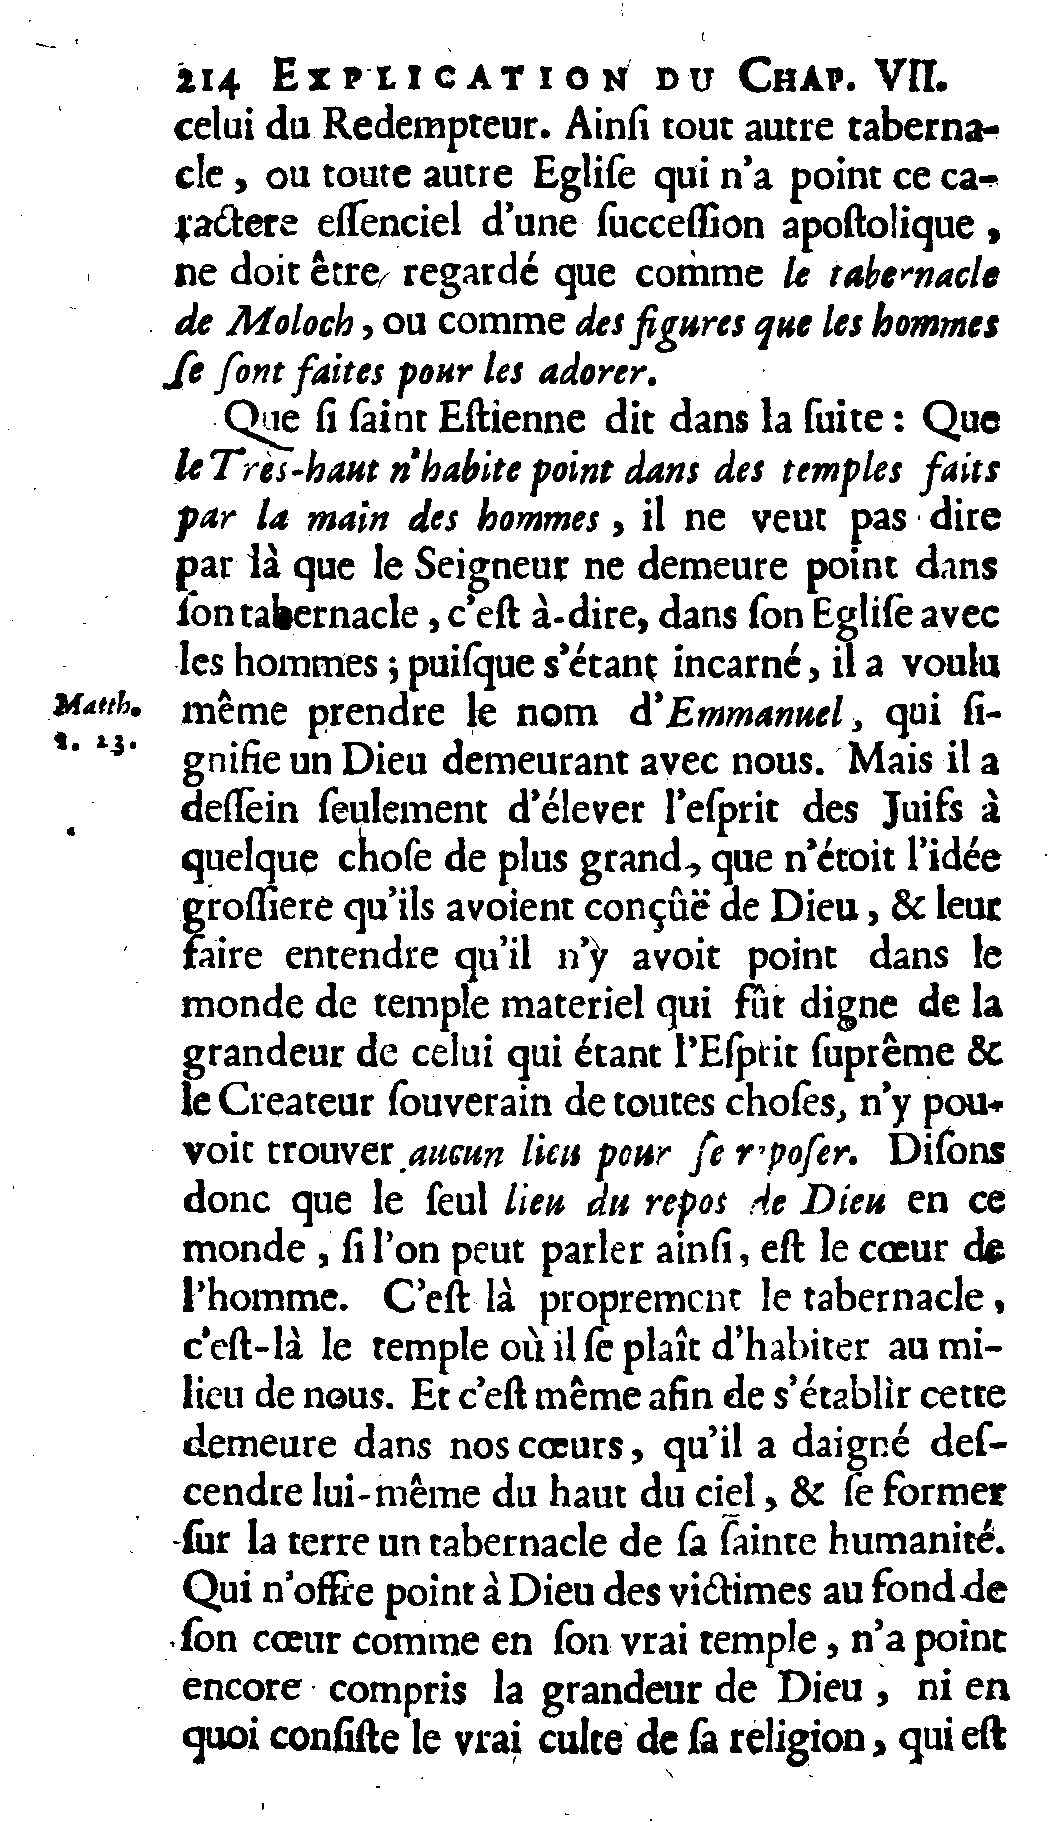 214 EXPLICATION DU CHAP. VII.
celui du Redempteur. Ainſi tout autre taberna-
cle, ou toute autre Egliſe qui n'a point ce ca-
ractere eſſenciel d'une ſucceſſion apoſtolique,
ne doit être regardé que comme le tabernacle
de Moloch, ou comme des figures que les hommes
ſe ſont faites pour les adorer.
Que ſi ſaint Eſtienne dit dans la ſuite : Que
le Très-haut n'habite point dans des temples faits
par la main des hommes, il ne veut pas dire
par là que le Seigneur ne demeure point dans
ſon tabernacle, c'eſt à-dire, dans ſon Egliſe avec
les hommes ; puiſque s'étant incarné, il a voulu
Matth.
1. 23.
même prendre le nom d'Emmanuel, qui ſi-
gnifie un Dieu demeurant avec nous. Mais il a
deſſein ſeulement d'élever l'eſprit des Juifs à
quelque choſe de plus grand, que n'étoit l'idée
groſſiere qu'ils avoient conçûë de Dieu, & leur
faire entendre qu'il n'y avoit point dans le
monde de temple materiel qui fût digne de la
grandeur de celui qui étant l'Eſprit ſuprême &
le Createur ſouverain de toutes choſes, n'y pou-
voit trouver aucun lieu pour ſe repoſer. Diſons
donc que le ſeul lieu du repos de Dieu en ce
monde, ſi l'on peut parler ainſi, eſt le cœur de
l'homme. C'eſt là proprement le tabernacle,
c'eſt-là le temple où il ſe plaît d'habiter au mi-
lieu de nous. Et c'eſt même afin de s'établir cette
demeure dans nos cœurs, qu'il a daigné deſ-
cendre lui-même du haut du ciel, & ſe former
ſur la terre un tabernacle de ſa ſainte humanité.
Qui n'offre point à Dieu des victimes au fond de
ſon cœur comme en ſon vrai temple, n'a point
encore compris la grandeur de Dieu, ni en
quoi conſiſte le vrai culte de ſa religion, qui eſt